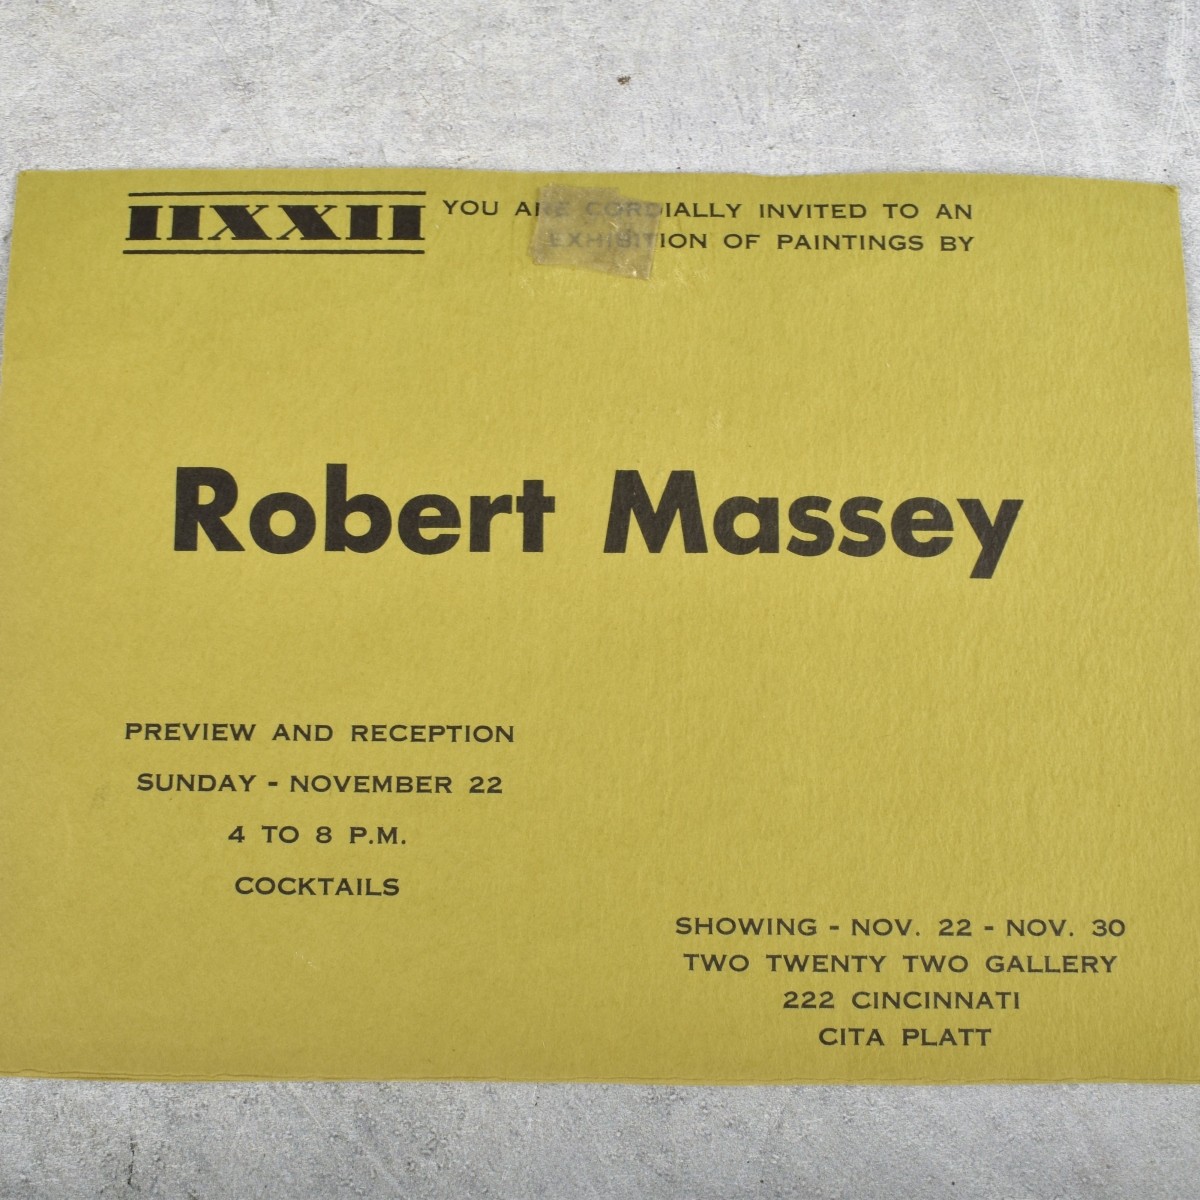 IIXXII
YOU ARE CORDIALLY INVITED TO AN
EXHIBITION OF PAINTINGS BY
Robert Massey
PREVIEW AND RECEPTION
SUNDAY - NOVEMBER 22
4 TO 8 P.M.
COCKTAILS
SHOWING - NOV. 22 - NOV. 30
TWO TWENTY TWO GALLERY
222 CINCINNATI
CITA PLATT